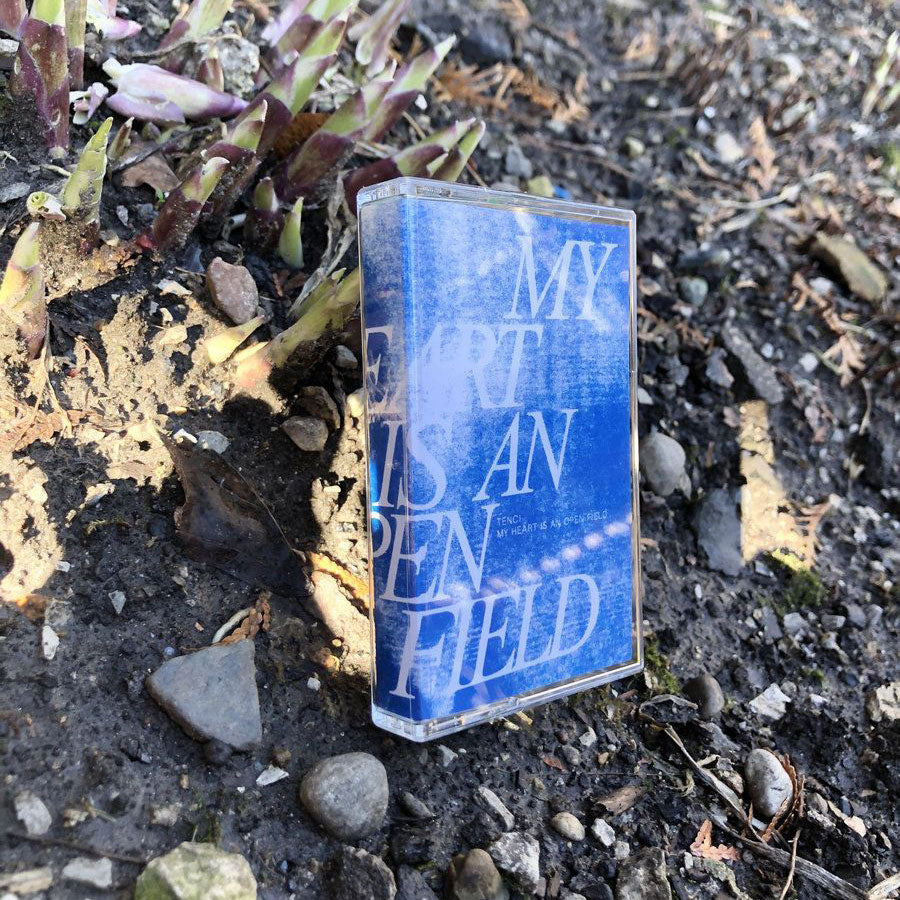 MY
EART
IS AN
PEN
TENCI
MY HEART IS AN OPEN FIELD
FIELD